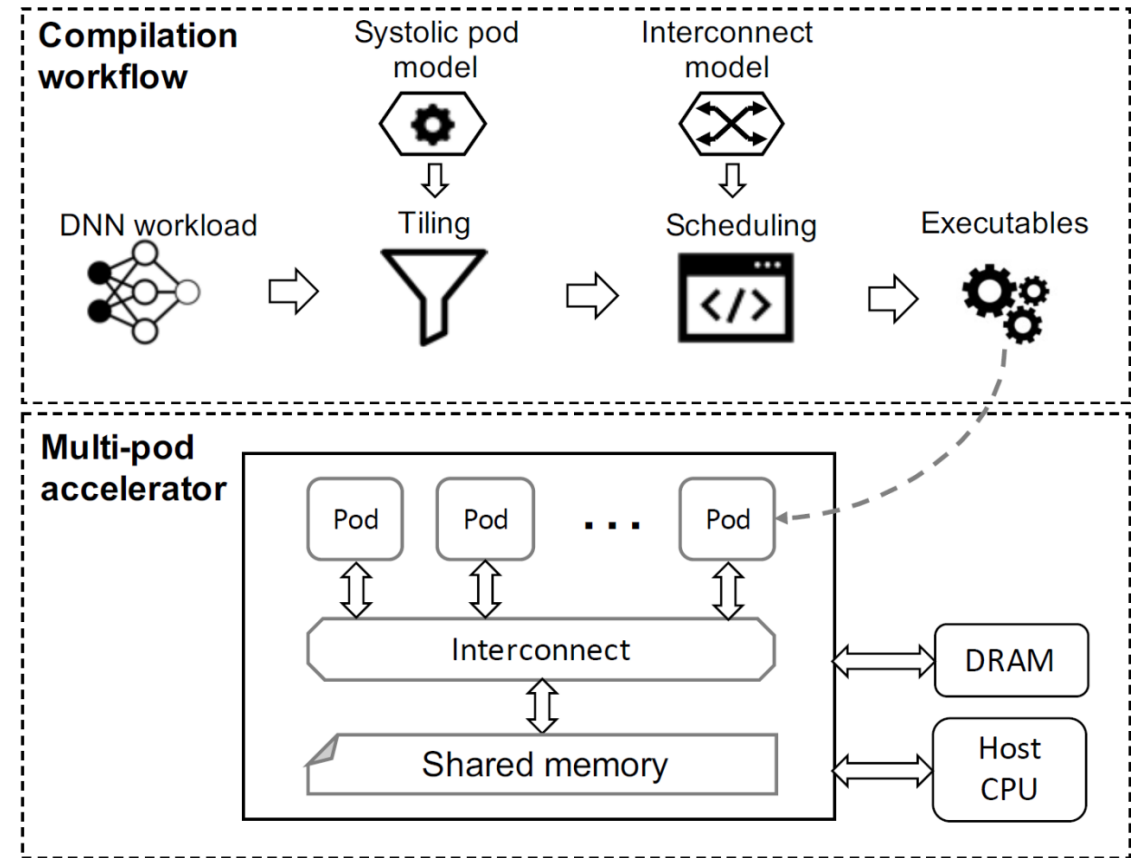 Compilation
workflow
Systolic pod
model
Interconnect
model
DNN workload
Tiling
Scheduling
Executables
</>
Multi-pod
accelerator
Pod
Pod
...
Pod
Interconnect
DRAM
Shared memory
Host
CPU